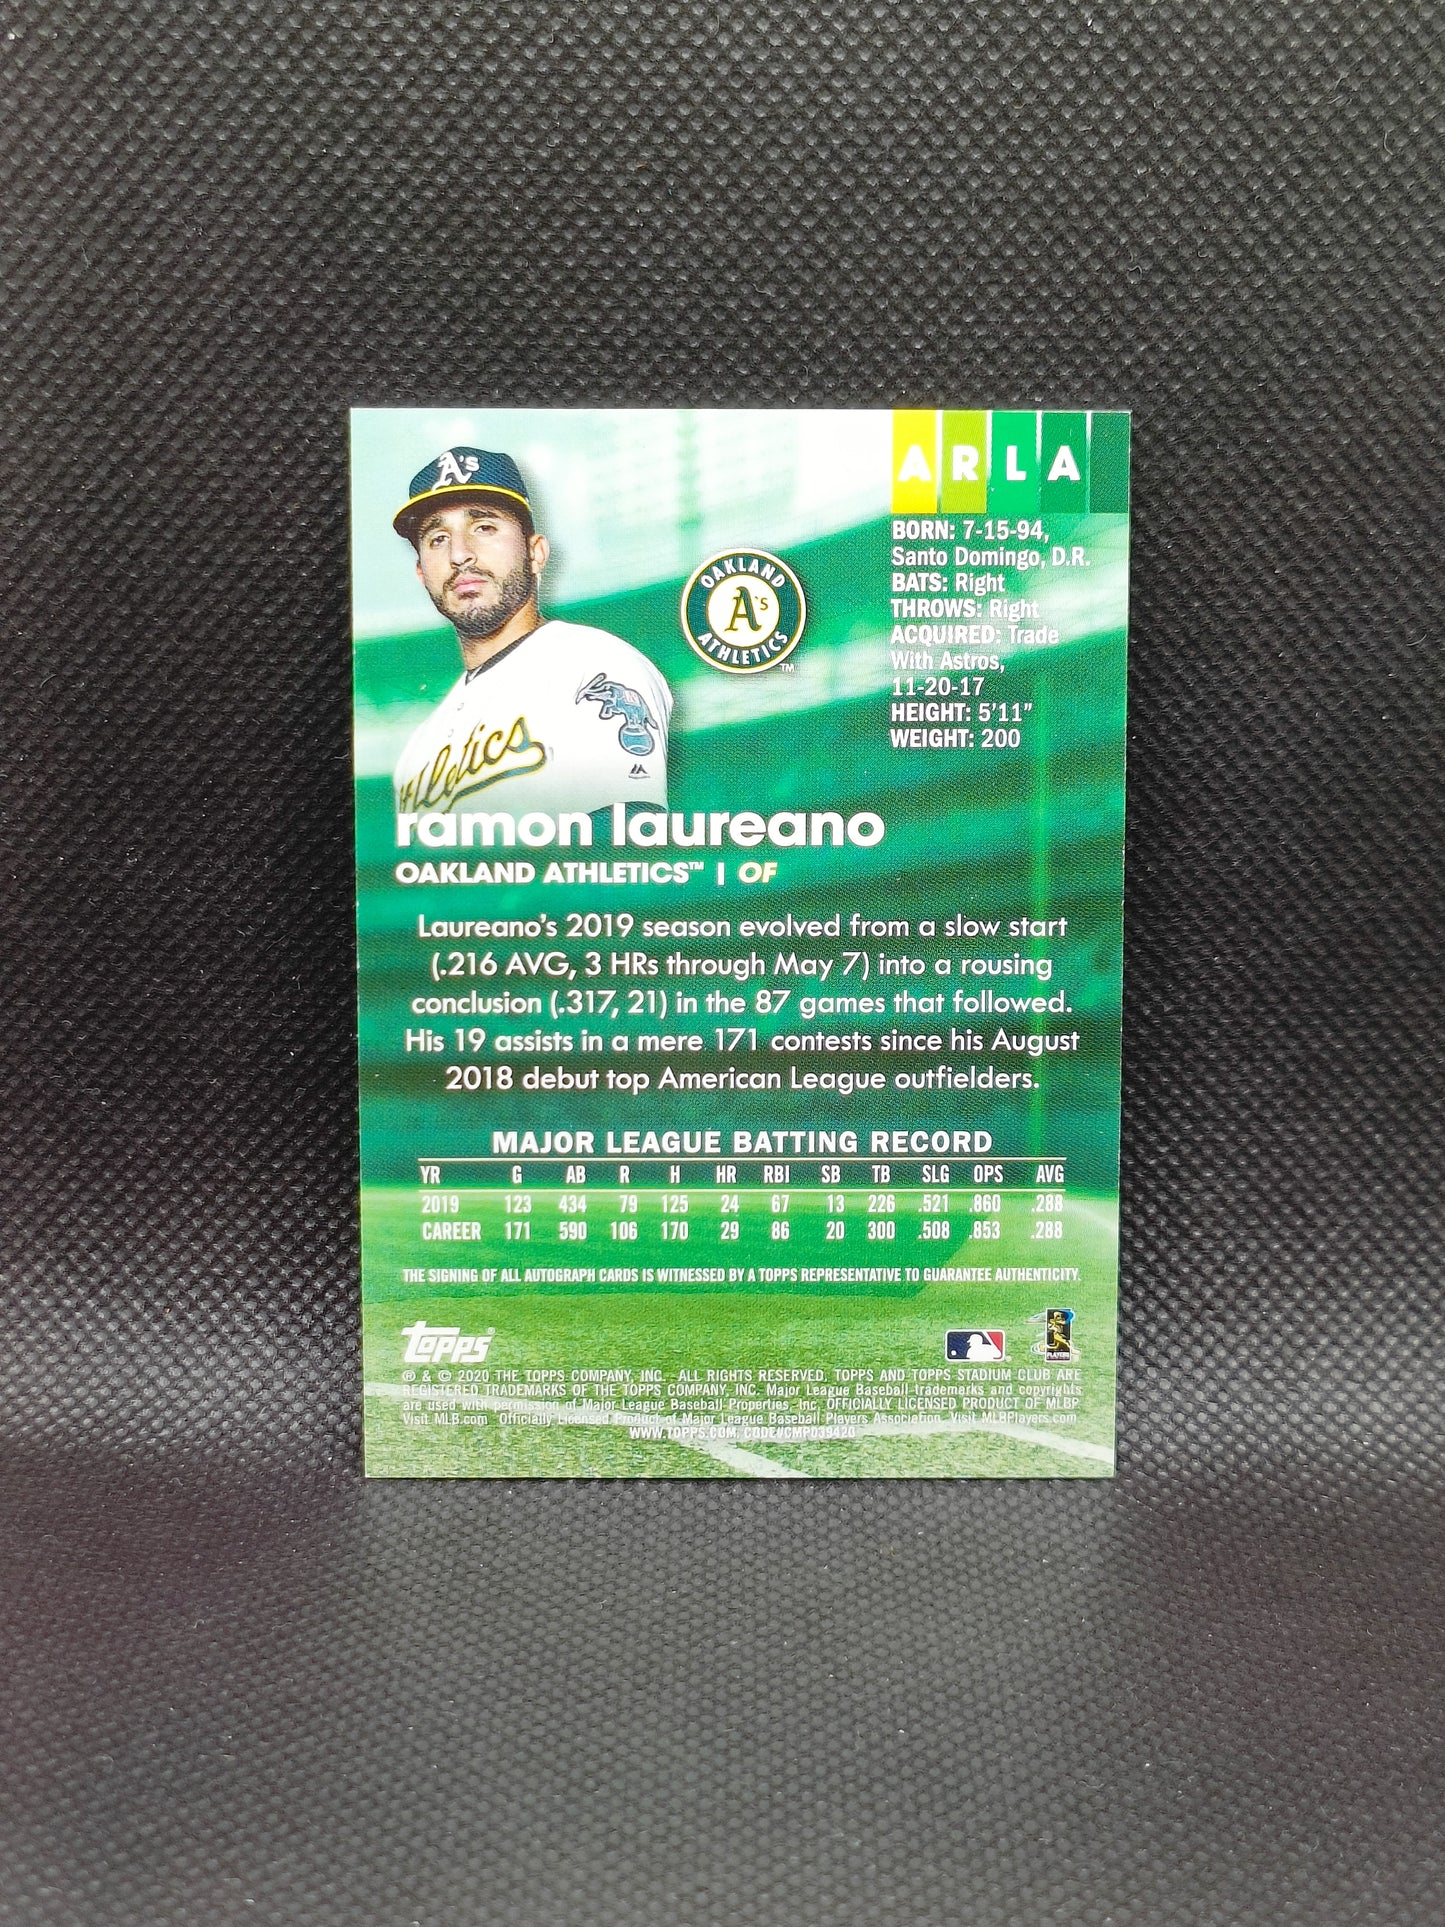 A's
ARLA
BORN: 7-15-94,
Santo Domingo, D.R.
BATS: Right
THROWS: Right
ACQUIRED: Trade
With Astros,
11-20-17
HEIGHT: 5'11"
WEIGHT: 200
OAKLAND
A's
ATHLETICS
TM
Athletics
ramon laureano
OAKLAND ATHLETICS™ | OF
Laureano's 2019 season evolved from a slow start
(.216 AVG, 3 HRs through May 7) into a rousing
conclusion (.317, 21) in the 87 games that followed.
His 19 assists in a mere 171 contests since his August
2018 debut top American League outfielders.
MAJOR LEAGUE BATTING RECORD
YR G AB R H HR RBI SB TB SLG OPS AVG
2019 123 434 79 125 24 67 13 226 .521 .860 .288
CAREER 171 590 106 170 29 86 20 300 .508 .853 .288
THE SIGNING OF ALL AUTOGRAPH CARDS IS WITNESSED BY A TOPPS REPRESENTATIVE TO GUARANTEE AUTHENTICITY.
topps®
® & © 2020 THE TOPPS COMPANY, INC. ALL RIGHTS RESERVED. TOPPS AND TOPPS STADIUM CLUB ARE
REGISTERED TRADEMARKS OF THE TOPPS COMPANY, INC. Major League Baseball trademarks and copyrights
are used with permission of Major League Baseball Properties, Inc. OFFICIALLY LICENSED PRODUCT OF MLBP
Visit MLB.com Officially Licensed Product of Major League Baseball Players Association. Visit MLBPlayers.com
WWW.TOPPS.COM. CODE#CMP039420